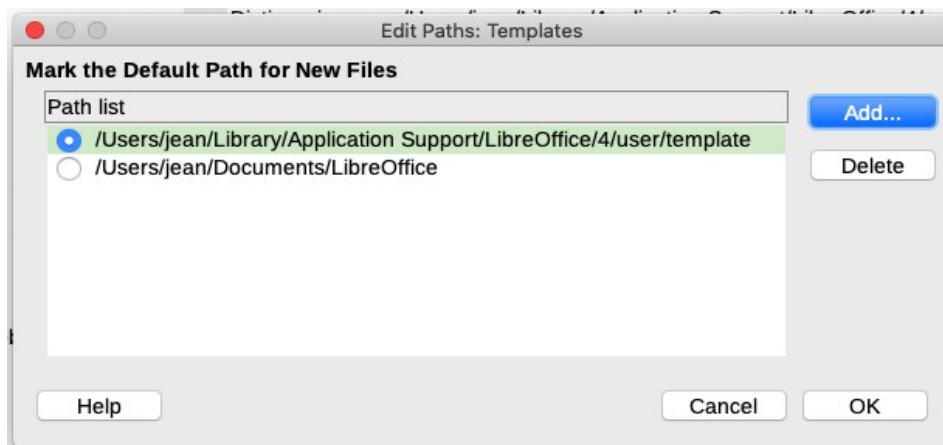 Edit Paths: Templates
Mark the Default Path for New Files
Path list
Add...
/Users/jean/Library/Application Support/LibreOffice/4/user/template
/Users/jean/Documents/LibreOffice
Delete
Help
Cancel
OK